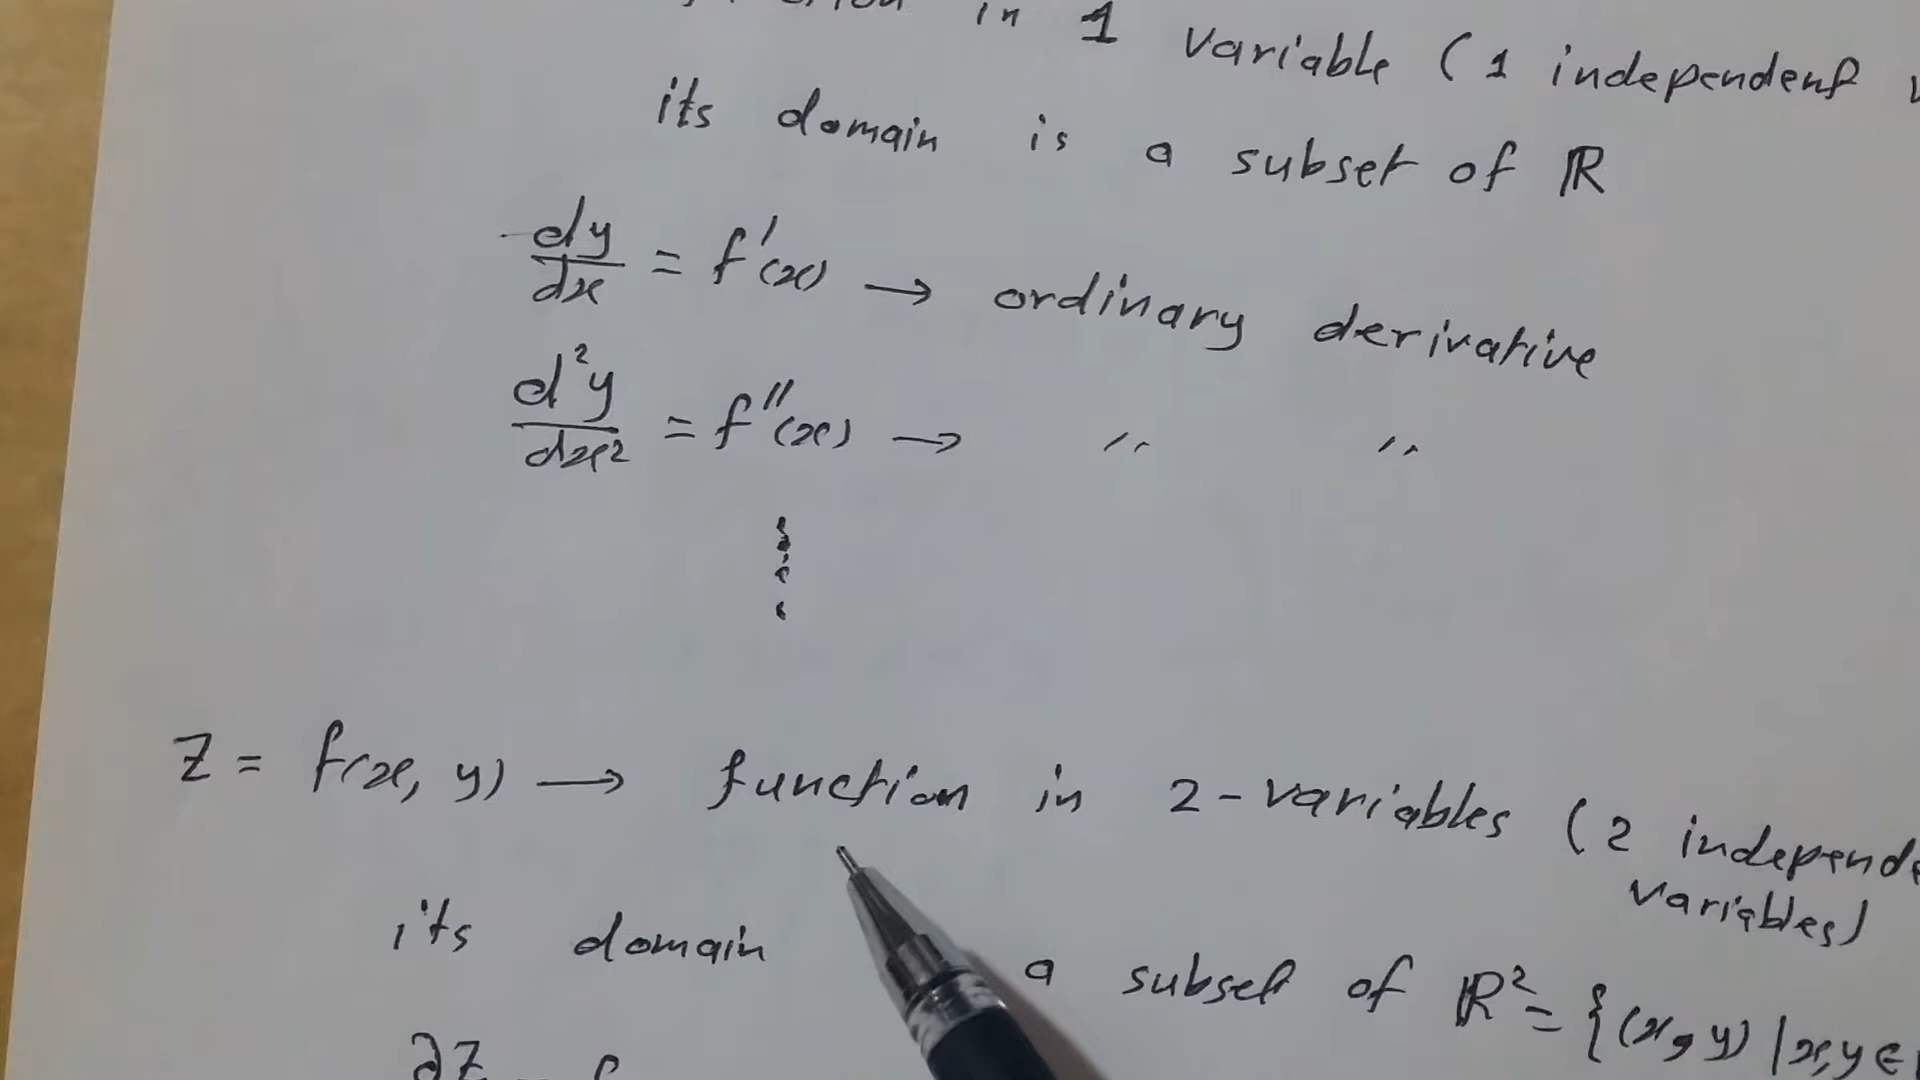 in 1 variable ( 1 independent
its domain is a subset of ℝ
dy/dx = f'(x) → ordinary derivative
d²y/dx² = f''(x) → " "
⋮
Z = f(x, y) → function in 2-variables ( 2 independe
variables)
its domain a subset of ℝ² = {(x, y) | x, y ∈
∂Z